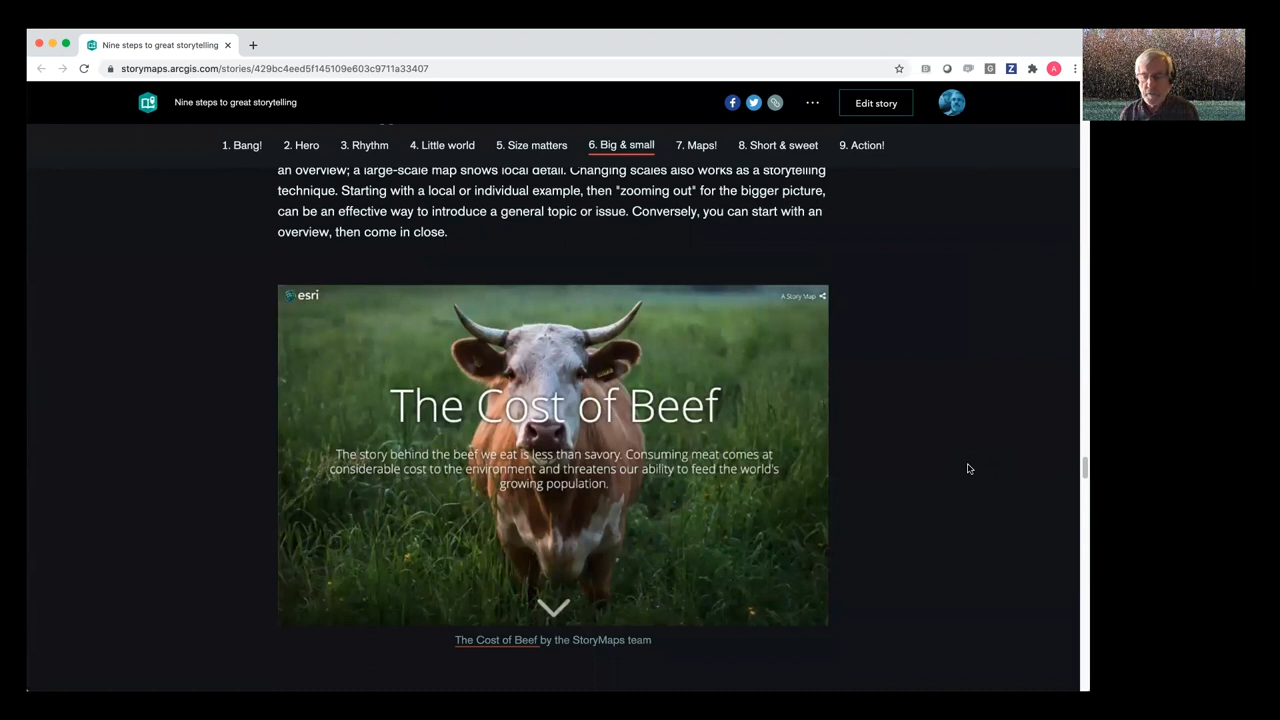 Nine steps to great storytelling
storymaps.arcgis.com/stories/429bc4eed5f145109e603c9711a33407
A
Nine steps to great storytelling
Edit story
1. Bang!
2. Hero
3. Rhythm
4. Little world
5. Size matters
6. Big & small
7. Maps!
8. Short & sweet
9. Action!
an overview; a large-scale map shows local detail. Changing scales also works as a storytelling
technique. Starting with a local or individual example, then "zooming out" for the bigger picture,
can be an effective way to introduce a general topic or issue. Conversely, you can start with an
overview, then come in close.
esri
A Story Map
The Cost of Beef
The story behind the beef we eat is less than savory. Consuming meat comes at
considerable cost to the environment and threatens our ability to feed the world's
growing population.
The Cost of Beef by the StoryMaps team